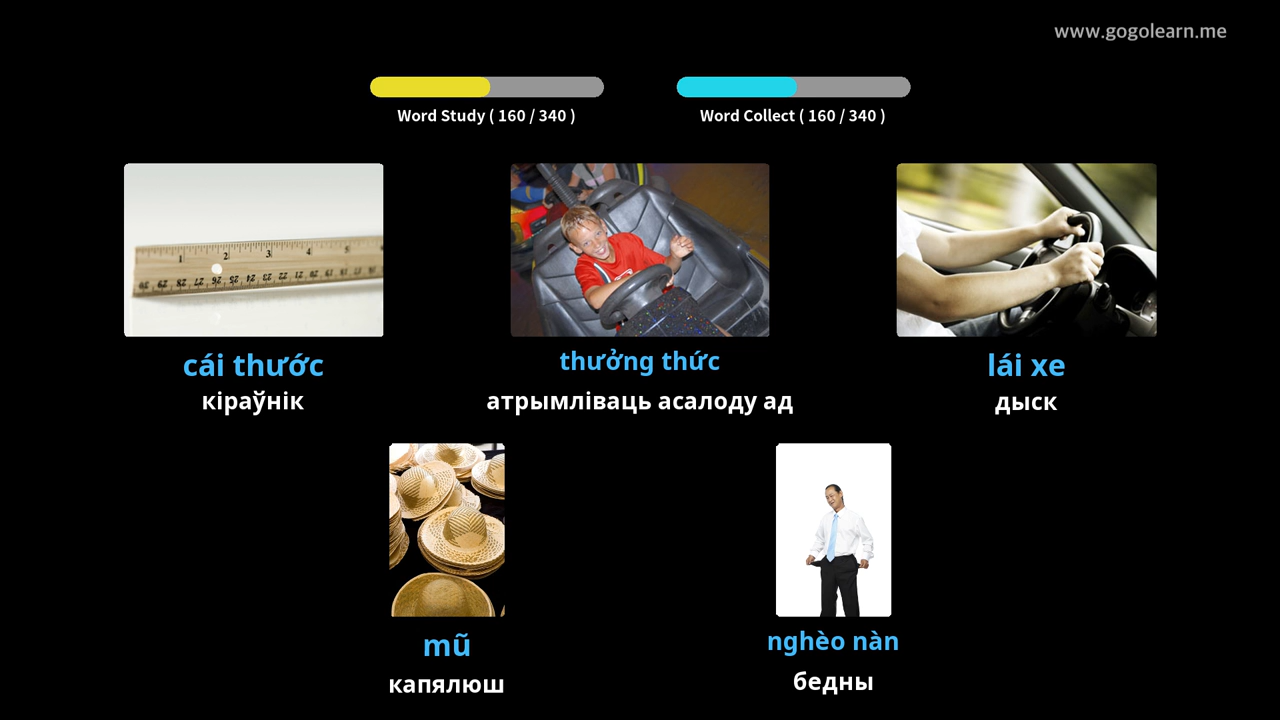 www.gogolearn.me
Word Study ( 160 / 340 )
Word Collect ( 160 / 340 )
cái thước
кіраўнік
thưởng thức
атрымліваць асалоду ад
lái xe
дыск
mũ
капялюш
nghèo nàn
бедны